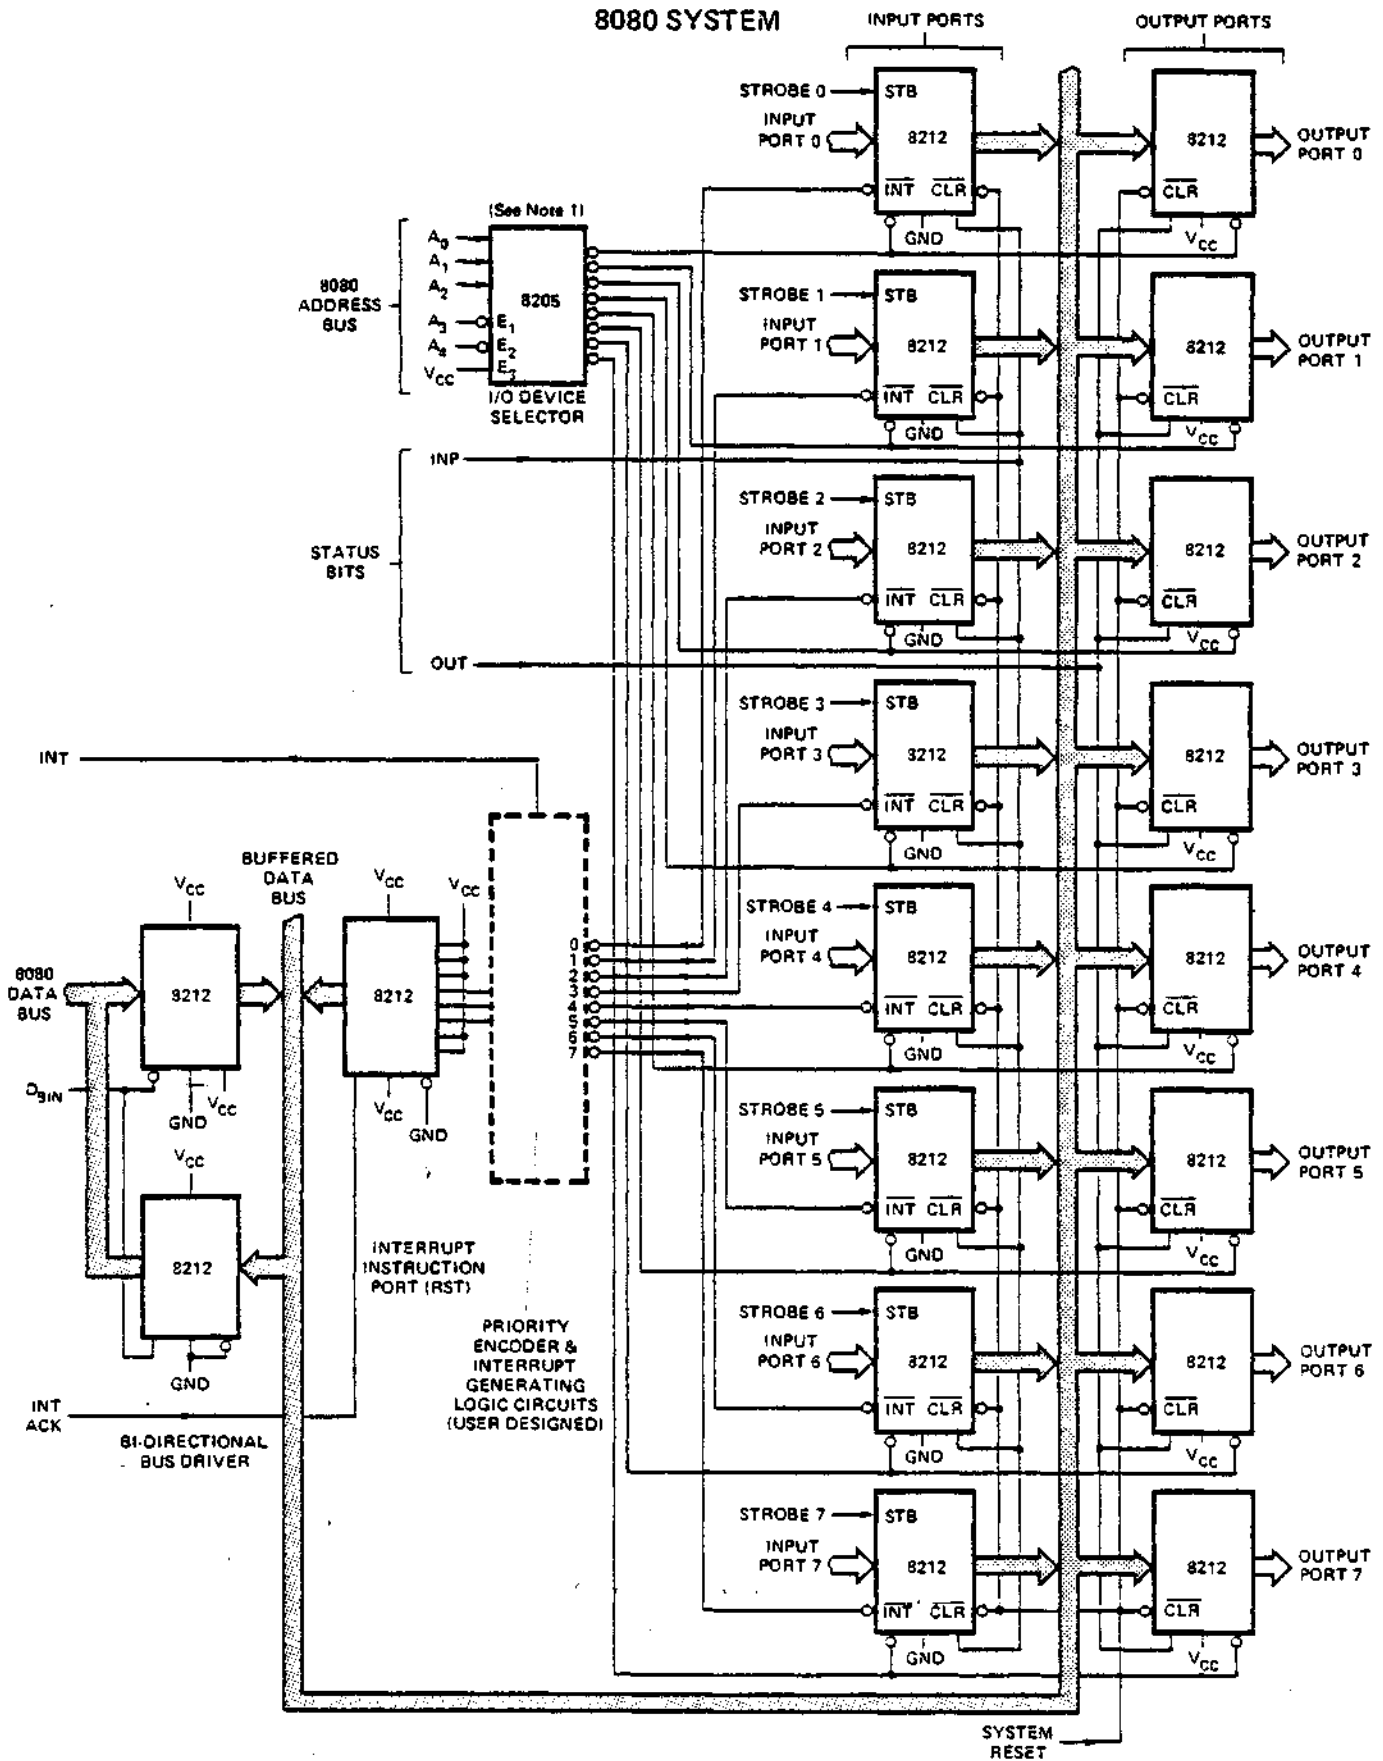 8080 SYSTEM
INPUT PORTS
OUTPUT PORTS
STROBE 0
STB
INPUT
PORT 0
8212
INT CLR
GND
8212
CLR
VCC
OUTPUT
PORT 0
(See Note 1)
8080
ADDRESS
BUS
A0
A1
A2
A3
A4
VCC
8205
E1
E2
E3
I/O DEVICE
SELECTOR
STROBE 1
STB
INPUT
PORT 1
8212
INT CLR
GND
8212
CLR
VCC
OUTPUT
PORT 1
STATUS
BITS
INP
OUT
STROBE 2
STB
INPUT
PORT 2
8212
INT CLR
GND
8212
CLR
VCC
OUTPUT
PORT 2
STROBE 3
STB
INPUT
PORT 3
8212
INT CLR
GND
8212
CLR
VCC
OUTPUT
PORT 3
INT
BUFFERED
DATA
BUS
VCC
VCC
VCC
8080
DATA
BUS
8212
8212
0
1
2
3
4
5
6
7
DBIN
GND
VCC
VCC
GND
VCC
8212
GND
INTERRUPT
INSTRUCTION
PORT (RST)
PRIORITY
ENCODER &
INTERRUPT
GENERATING
LOGIC CIRCUITS
(USER DESIGNED)
INT
ACK
BI-DIRECTIONAL
BUS DRIVER
STROBE 4
STB
INPUT
PORT 4
8212
INT CLR
GND
8212
CLR
VCC
OUTPUT
PORT 4
STROBE 5
STB
INPUT
PORT 5
8212
INT CLR
GND
8212
CLR
VCC
OUTPUT
PORT 5
STROBE 6
STB
INPUT
PORT 6
8212
INT CLR
GND
8212
CLR
VCC
OUTPUT
PORT 6
STROBE 7
STB
INPUT
PORT 7
8212
INT CLR
GND
8212
CLR
VCC
OUTPUT
PORT 7
SYSTEM
RESET